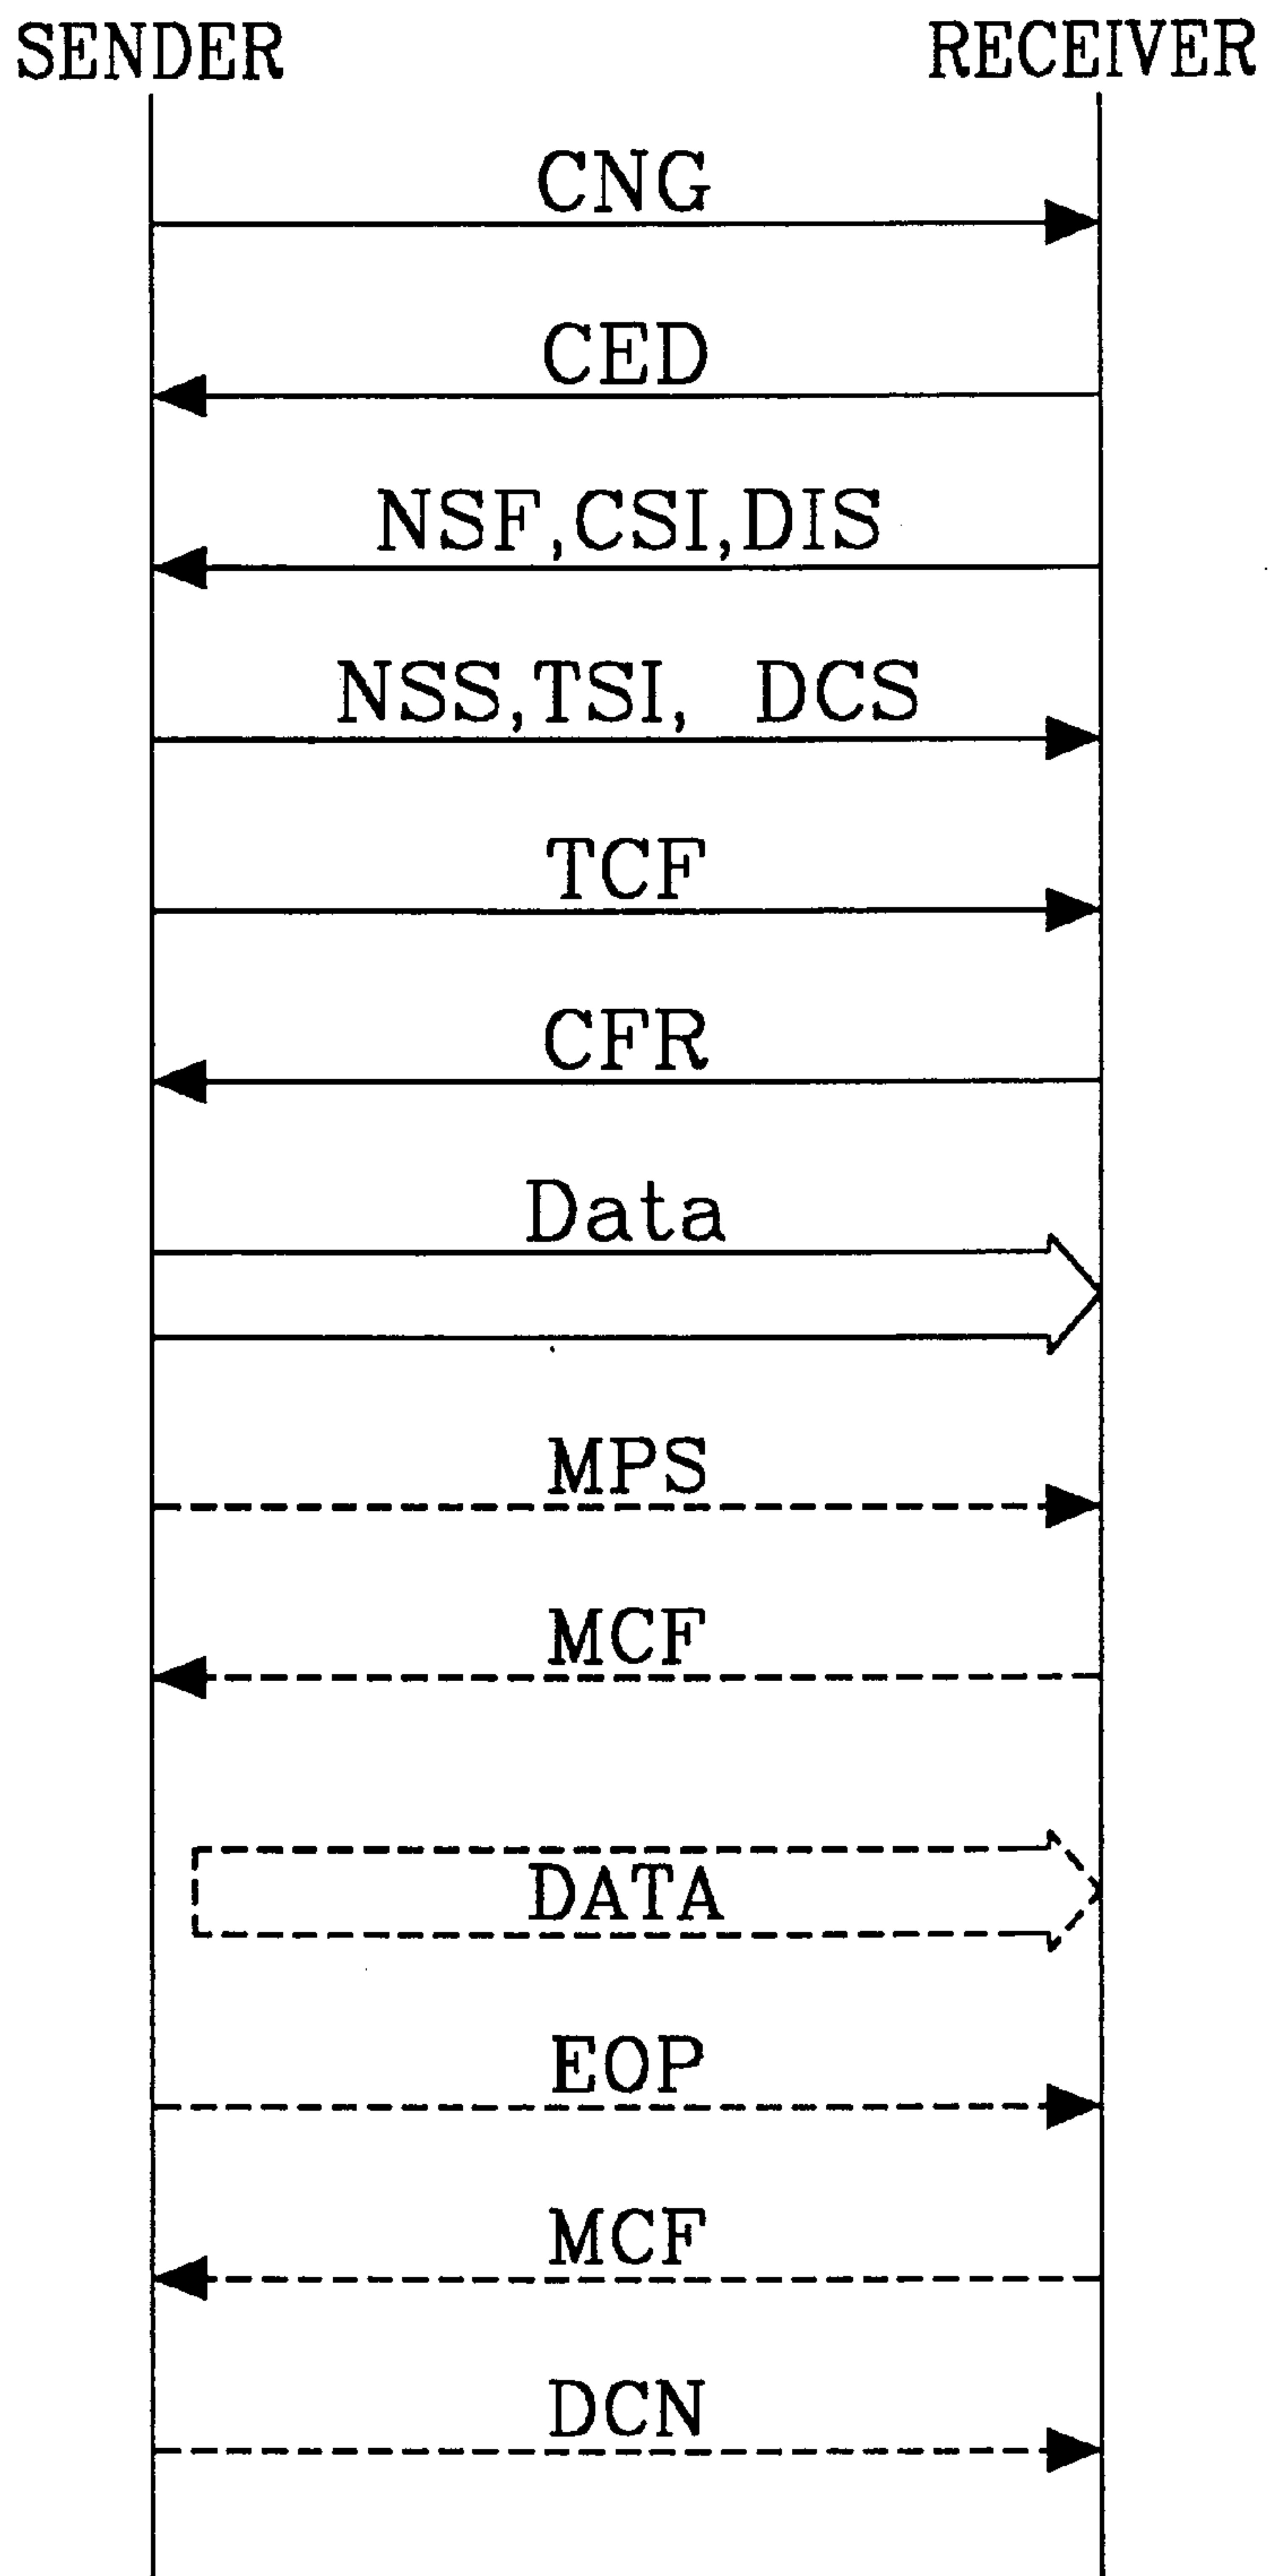 SENDER RECEIVER
CNG
CED
NSF,CSI,DIS
NSS,TSI, DCS
TCF
CFR
Data
MPS
MCF
DATA
EOP
MCF
DCN